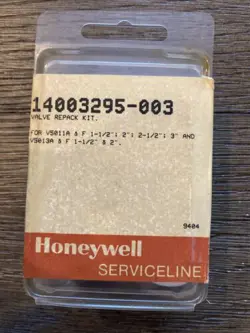 14003295-003
VALVE REPACK KIT.
FOR V5011A & F 1-1/2"; 2"; 2-1/2"; 3" AND
V5013A & F 1-1/2" & 2".
9404
Honeywell
SERVICELINE